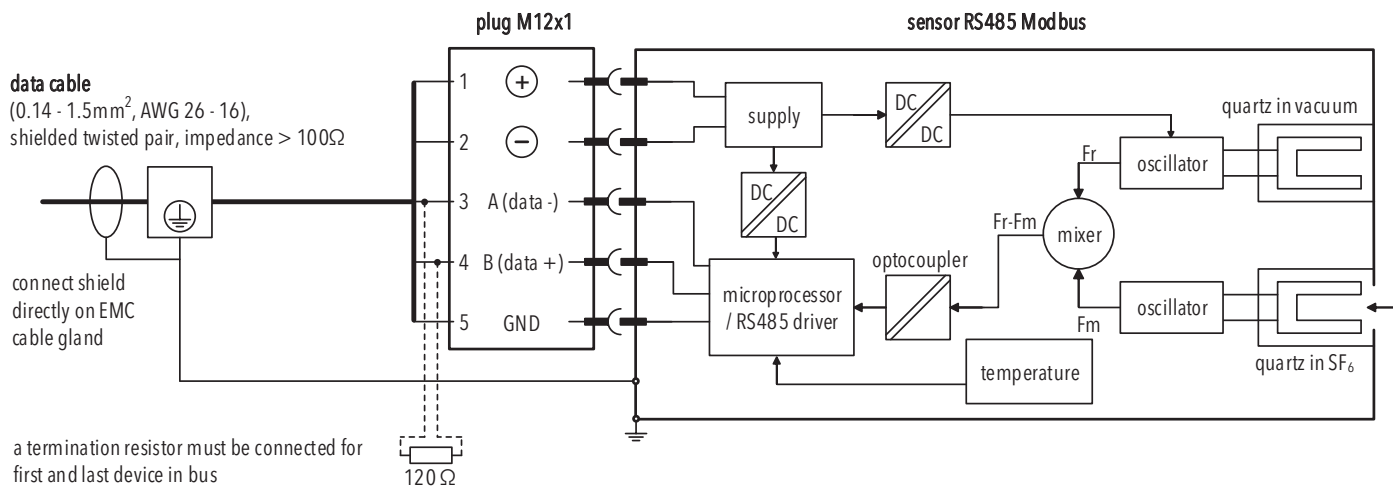 plug M12x1
sensor RS485 Modbus
data cable
(0.14 - 1.5mm², AWG 26 - 16),
shielded twisted pair, impedance > 100Ω
1
+
2
−
3 A (data -)
4 B (data +)
5 GND
connect shield
directly on EMC
cable gland
supply
DC
DC
DC
DC
microprocessor
/ RS485 driver
optocoupler
Fr
Fr-Fm
mixer
Fm
oscillator
oscillator
quartz in vacuum
quartz in SF₆
temperature
a termination resistor must be connected for
first and last device in bus
120 Ω